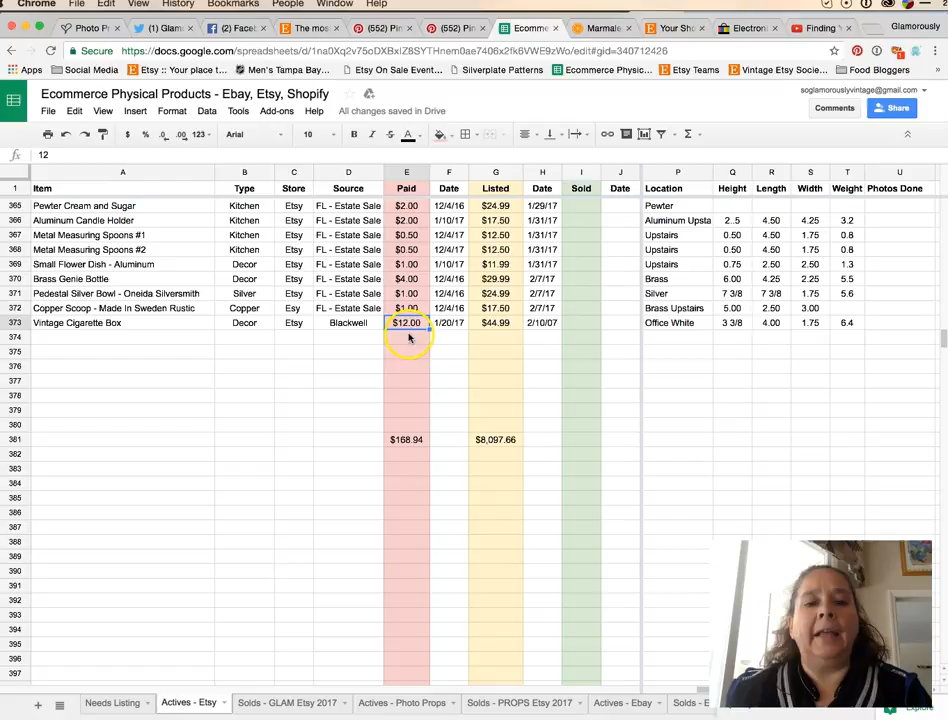 Chrome File Edit View History Bookmarks People Window Help
Photo P (1) Glam (2) Face The mos (552) Pin (552) Pin Ecomme Marmale Your Sho Electroni Finding Glamorously
Secure https://docs.google.com/spreadsheets/d/1na0Xq2v75oDXBxIZ8SYTHnem0ae7406x2fk6VWE9zWo/edit#gid=340712426
Apps Social Media Etsy :: Your place t... Men's Tampa Bay... Etsy On Sale Event... Silverplate Patterns Ecommerce Physic... Etsy Teams Vintage Etsy Socie... Food Bloggers
Ecommerce Physical Products - Ebay, Etsy, Shopify
soglamorouslyvintage@gmail.com
File Edit View Insert Format Data Tools Add-ons Help All changes saved in Drive
Comments Share
$ % .0 .00 123 Arial 10 B I S A Σ
fx 12
A B C D E F G H I J P Q R S T U
1 Item Type Store Source Paid Date Listed Date Sold Date Location Height Length Width Weight Photos Done
365 Pewter Cream and Sugar Kitchen Etsy FL - Estate Sale $2.00 12/4/16 $24.99 1/29/17 Pewter
366 Aluminum Candle Holder Kitchen Etsy FL - Estate Sale $2.00 1/10/17 $17.50 1/31/17 Aluminum Upsta 2..5 4.50 4.25 3.2
367 Metal Measuring Spoons #1 Kitchen Etsy FL - Estate Sale $0.50 12/4/16 $12.50 1/31/17 Upstairs 0.50 4.50 1.75 0.8
368 Metal Measuring Spoons #2 Kitchen Etsy FL - Estate Sale $0.50 12/4/16 $12.50 1/31/17 Upstairs 0.50 4.50 1.75 0.8
369 Small Flower Dish - Aluminum Decor Etsy FL - Estate Sale $1.00 1/10/17 $11.99 1/31/17 Upstairs 0.75 2.50 2.50 1.3
370 Brass Genie Bottle Decor Etsy FL - Estate Sale $4.00 12/4/16 $29.99 2/7/17 Brass 6.00 4.25 2.25 5.5
371 Pedestal Silver Bowl - Oneida Silversmith Silver Etsy FL - Estate Sale $1.00 12/4/16 $24.99 2/7/17 Silver 7 3/8 7 3/8 1.75 5.6
372 Copper Scoop - Made in Sweden Rustic Copper Esy FL - Estate Sale $1.00 12/4/16 $17.50 2/7/17 Brass Upstairs 5.00 2.50 3.00
373 Vintage Cigarette Box Decor Etsy Blackwell $12.00 1/20/17 $44.99 2/10/07 Office White 3 3/8 4.00 1.75 6.4
374
375
376
377
378
379
380
381 $168.94 $8,097.66
382
383
384
385
386
387
388
389
390
391
392
393
394
395
396
397
Needs Listing Actives - Etsy Solds - GLAM Etsy 2017 Actives - Photo Props Solds - PROPS Etsy 2017 Actives - Ebay Solds - E Explore